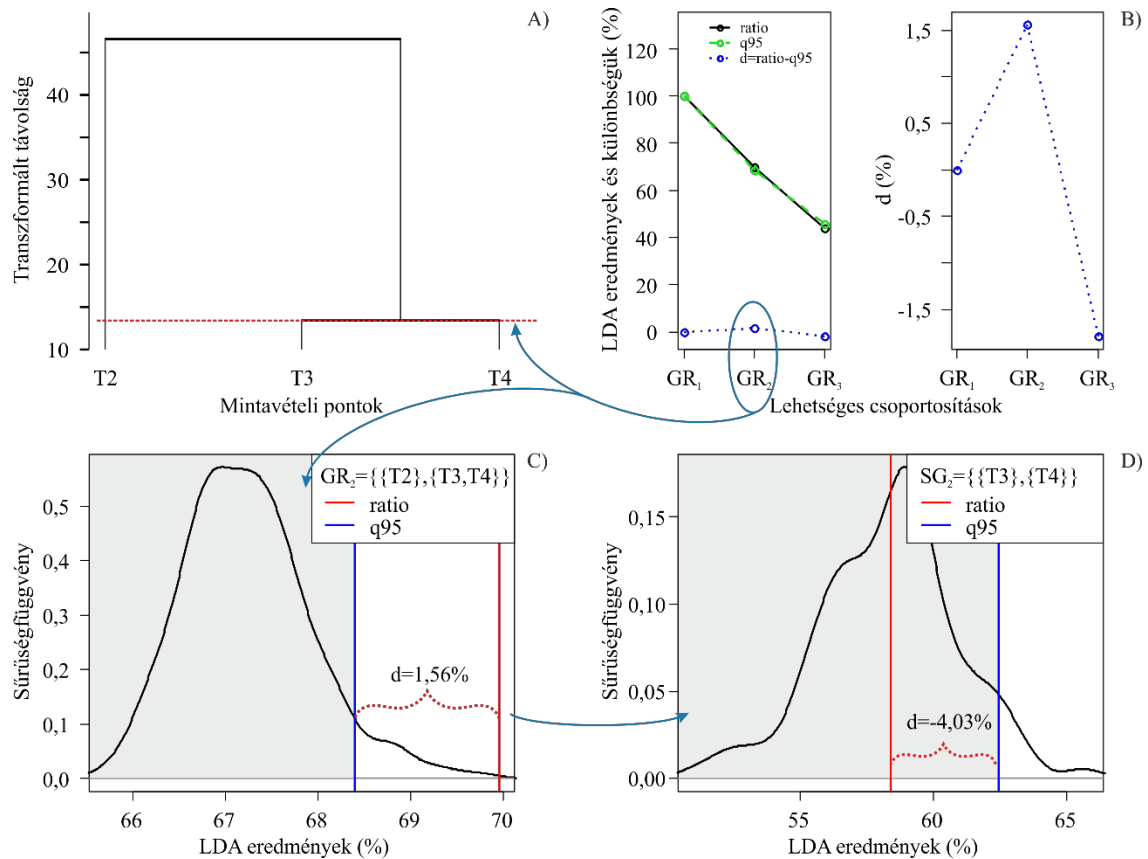 A)
Transzformált távolság
40
30
20
10
T2
T3
T4
Mintavételi pontok
B)
LDA eredmények és különbségük (%)
120
100
80
60
40
20
0
ratio
q95
d=ratio-q95
GR1
GR2
GR3
d (%)
1,5
0,5
-0,5
-1,5
GR1
GR2
GR3
Lehetséges csoportosítások
C)
GR2={{T2},{T3,T4}}
ratio
q95
Sűrűségfüggvény
0,5
0,4
0,3
0,2
0,1
0,0
d=1,56%
66
67
68
69
70
LDA eredmények (%)
D)
SG2={{T3},{T4}}
ratio
q95
Sűrűségfüggvény
0,15
0,10
0,05
0,00
d=-4,03%
55
60
65
LDA eredmények (%)